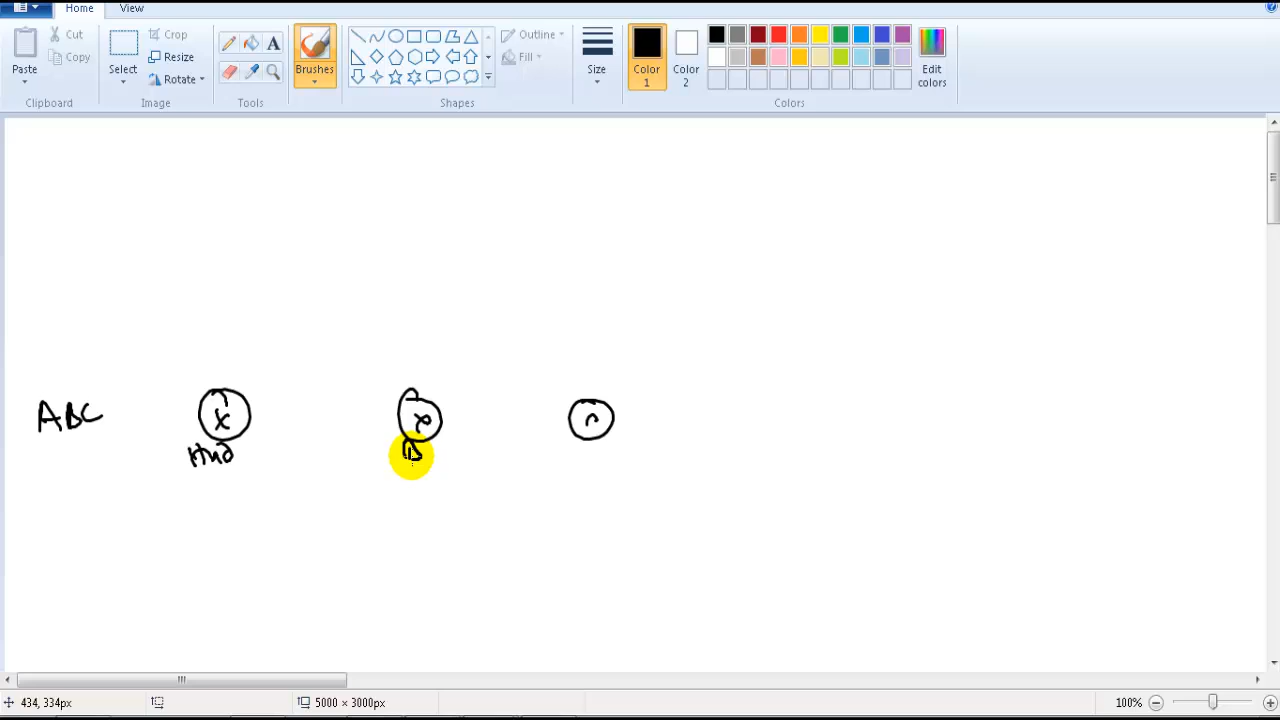 Home View
Cut
Copy
Paste
Clipboard
Select
Crop
Resize
Rotate
Image
Tools
Brushes
Shapes
Outline
Fill
Size
Color 1
Color 2
Edit colors
Colors
ABC
x
434, 334px
5000 × 3000px
100%